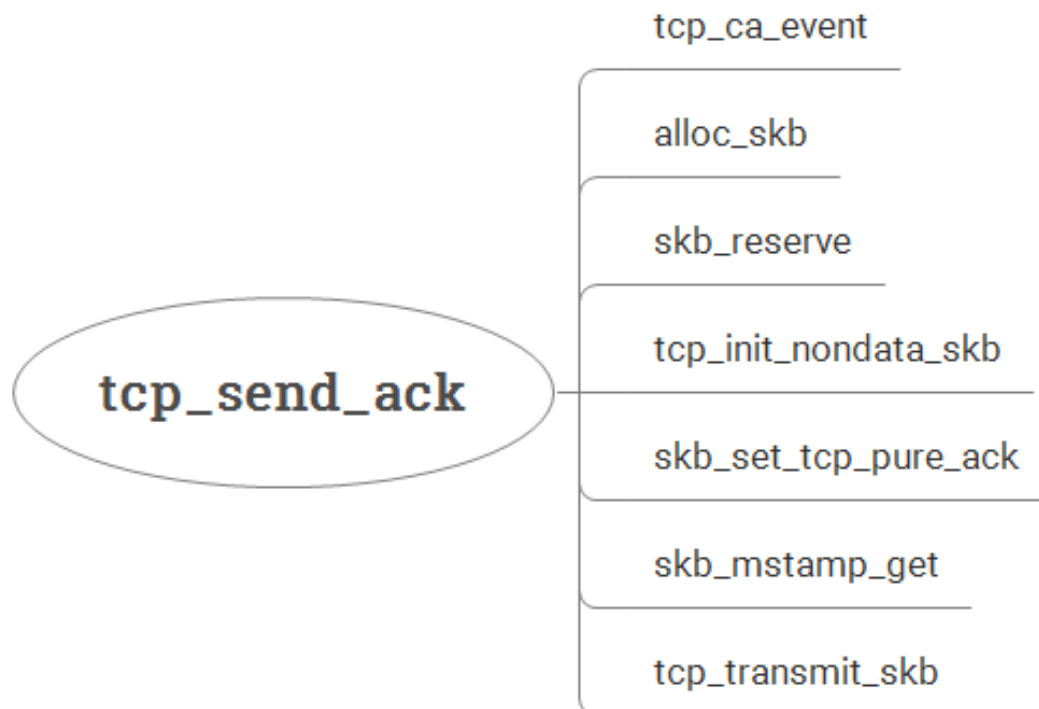 tcp_ca_event
alloc_skb
skb_reserve
tcp_init_nondata_skb
tcp_send_ack
skb_set_tcp_pure_ack
skb_mstamp_get
tcp_transmit_skb